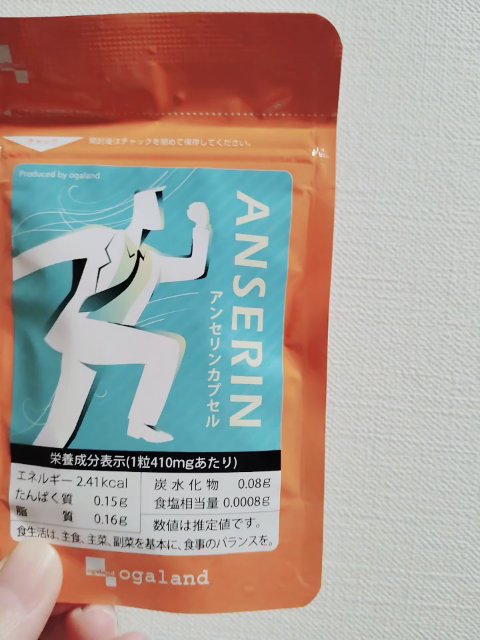 チャック
開封後はチャックを閉めて保存してください。
Produced by ogaland
ANSERIN
アンセリンカプセル
栄養成分表示(1粒410mgあたり)
エネルギー 2.41kcal 炭水化物 0.08g
たんぱく質 0.15g 食塩相当量 0.0008g
脂質 0.16g 数値は推定値です。
食生活は、主食、主菜、副菜を基本に、食事のバランスを。
ogaland
ogaland